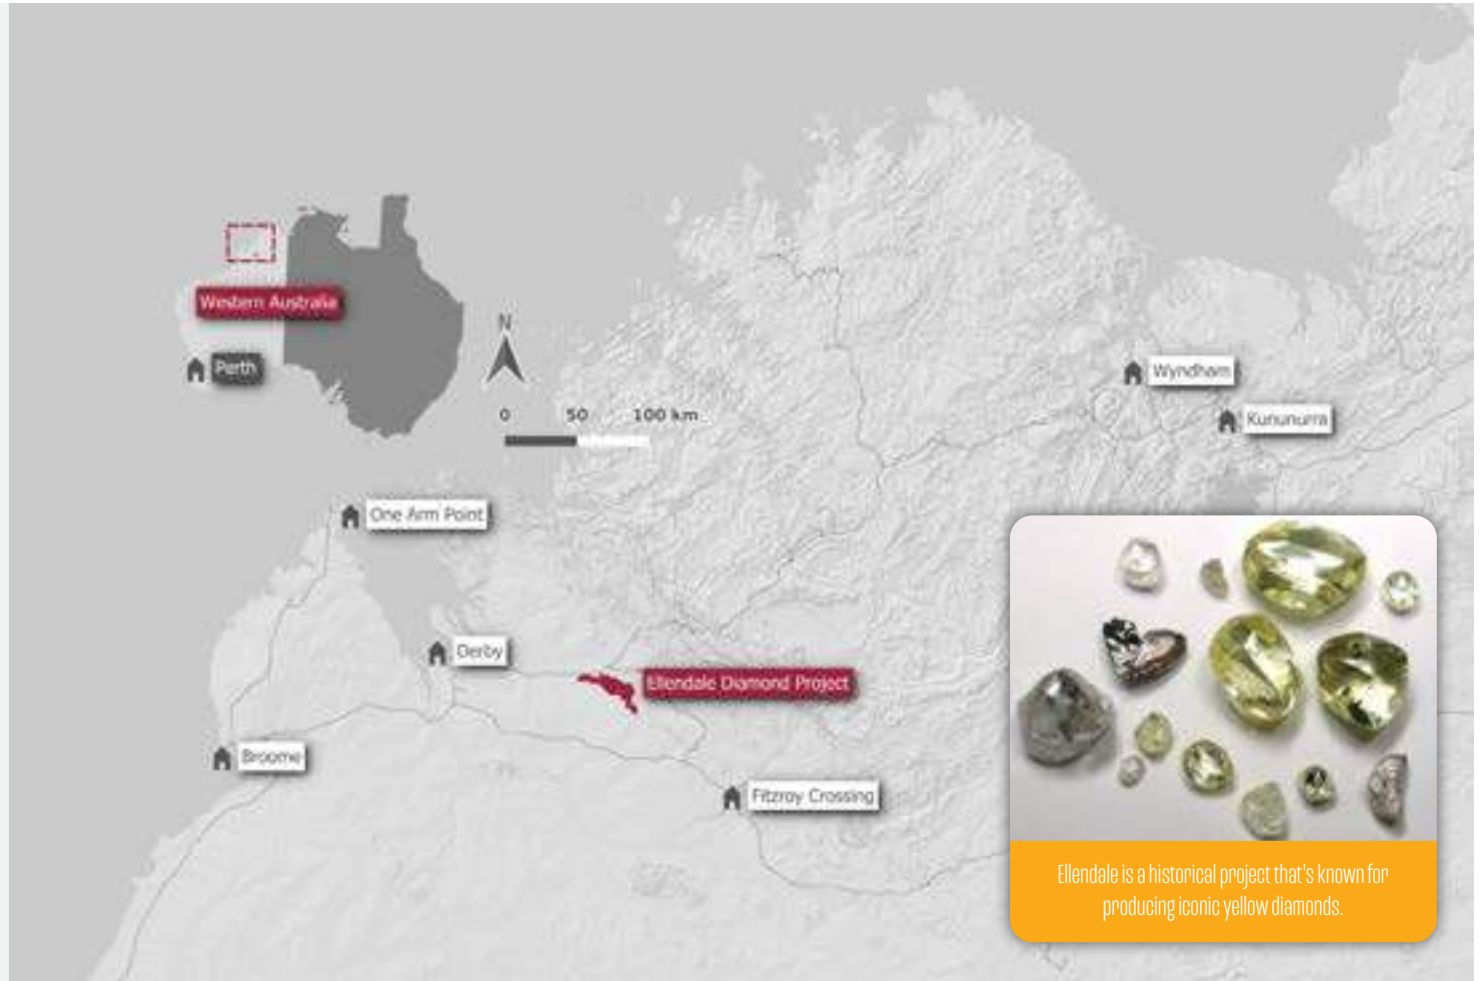 Western Australia
Perth
N
0 50 100 km
Wyndham
Kununurra
One Arm Point
Derby
Ellendale Diamond Project
Broome
Fitzroy Crossing
Ellendale is a historical project that's known for
producing iconic yellow diamonds.